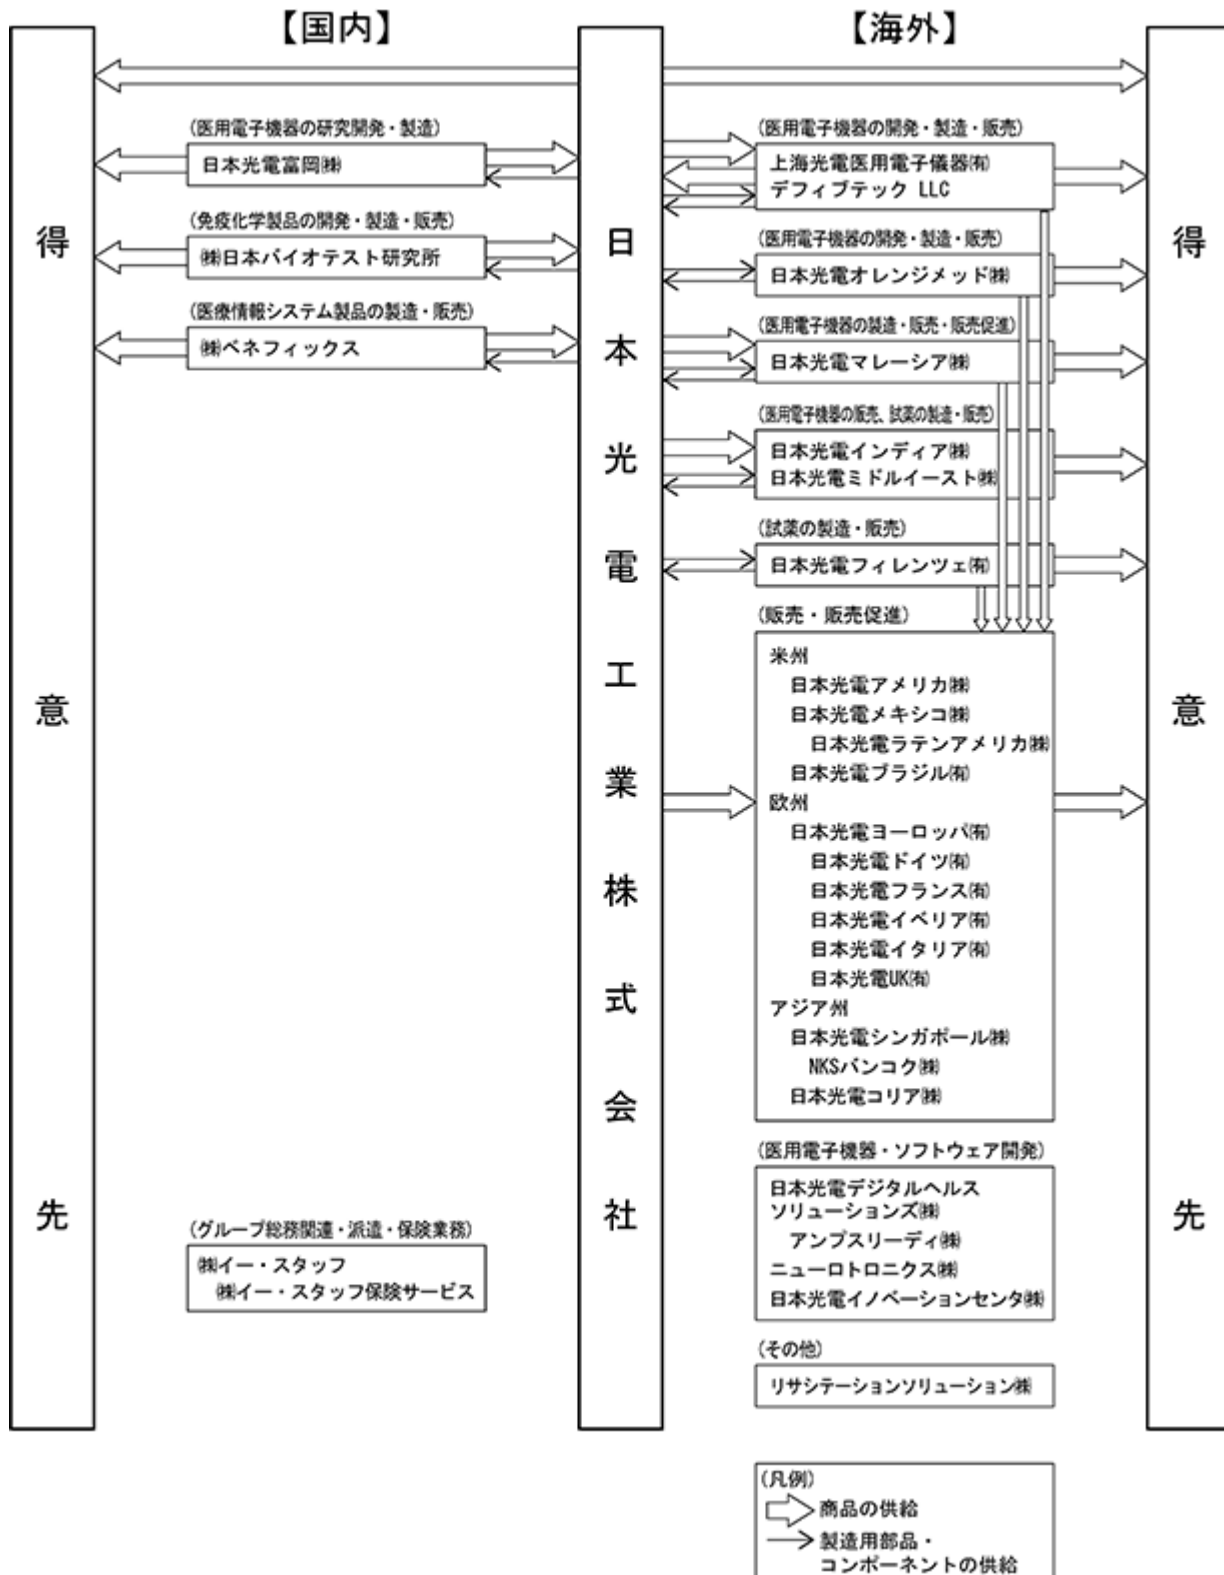 【国内】
【海外】
得意先
日本光電工業株式会社
得意先
(医用電子機器の研究開発・製造)
日本光電富岡㈱
(免疫化学製品の開発・製造・販売)
㈱日本バイオテスト研究所
(医療情報システム製品の製造・販売)
㈱ベネフィックス
(グループ総務関連・派遣・保険業務)
㈱イー・スタッフ
㈱イー・スタッフ保険サービス
(医用電子機器の開発・製造・販売)
上海光電医用電子儀器㈲
デフィブテック LLC
(医用電子機器の開発・製造・販売)
日本光電オレンジメッド㈱
(医用電子機器の製造・販売・販売促進)
日本光電マレーシア㈱
(医用電子機器の販売、試薬の製造・販売)
日本光電インディア㈱
日本光電ミドルイースト㈱
(試薬の製造・販売)
日本光電フィレンツェ㈲
(販売・販売促進)
米州
日本光電アメリカ㈱
日本光電メキシコ㈱
日本光電ラテンアメリカ㈱
日本光電ブラジル㈲
欧州
日本光電ヨーロッパ㈲
日本光電ドイツ㈲
日本光電フランス㈲
日本光電イベリア㈲
日本光電イタリア㈲
日本光電UK㈲
アジア州
日本光電シンガポール㈱
NKSバンコク㈱
日本光電コリア㈱
(医用電子機器・ソフトウェア開発)
日本光電デジタルヘルス
ソリューションズ㈱
アンプスリーディ㈱
ニューロトロニクス㈱
日本光電イノベーションセンタ㈱
(その他)
リサシテーションソリューション㈱
(凡例)
商品の供給
製造用部品・
コンポーネントの供給